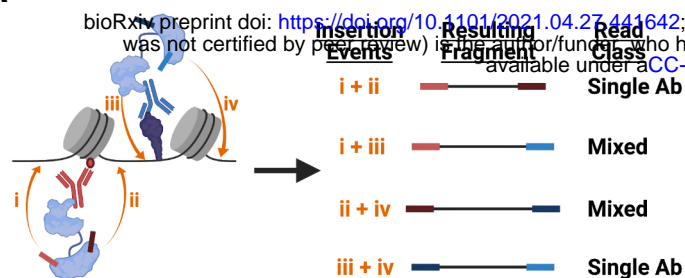 bioRxiv preprint doi: https://doi.org/10.1101/2021.04.27.441642;
was not certified by peer review) is the author/funder, who h
available under aCC-
Insertion Events
Resulting Fragment
Read Class
iii
iv
i
ii
i + ii
Single Ab
i + iii
Mixed
ii + iv
Mixed
iii + iv
Single Ab